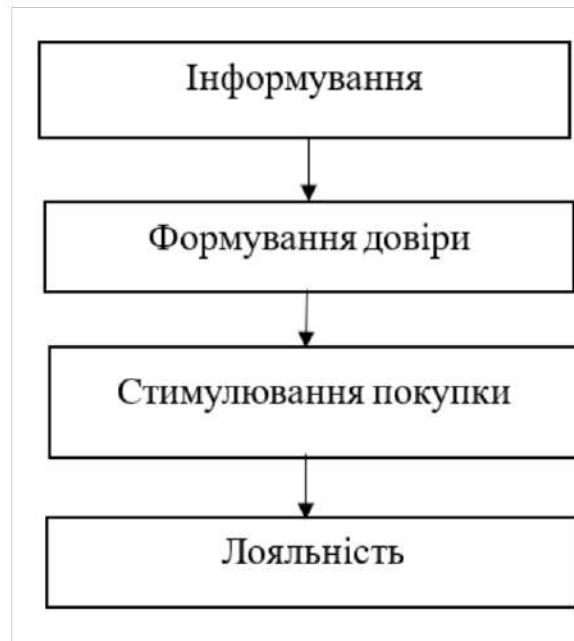 Інформування
Формування довіри
Стимулювання покупки
Лояльність